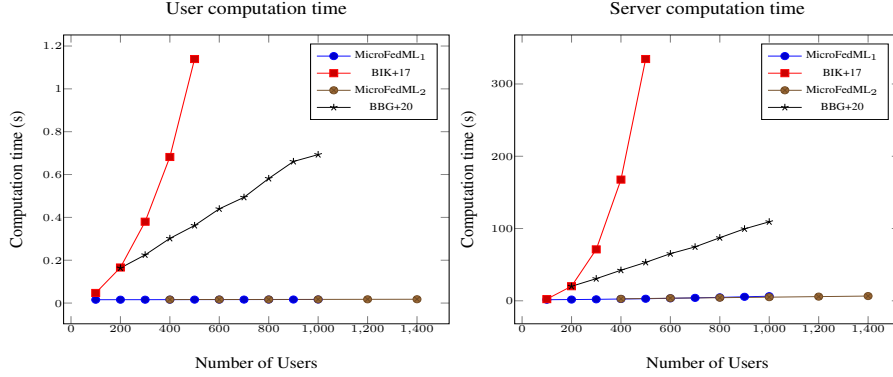 User computation time
1.2
1
0.8
0.6
0.4
0.2
0
0 200 400 600 800 1,000 1,200 1,400
Computation time (s)
Number of Users
MicroFedML1
BIK+17
MicroFedML2
BBG+20
Server computation time
300
200
100
0
0 200 400 600 800 1,000 1,200 1,400
Computation time (s)
Number of Users
MicroFedML1
BIK+17
MicroFedML2
BBG+20